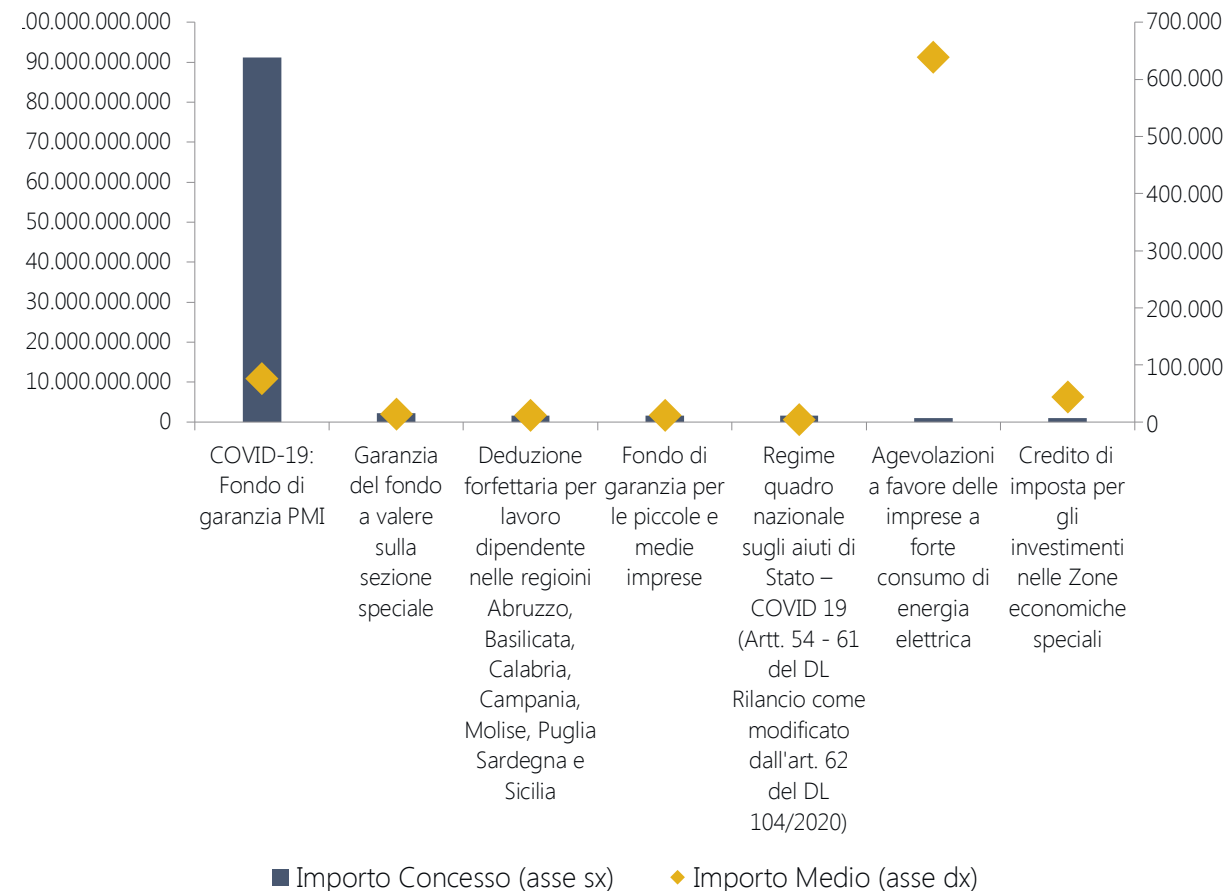 .00.000.000.000
90.000.000.000
80.000.000.000
70.000.000.000
60.000.000.000
50.000.000.000
40.000.000.000
30.000.000.000
20.000.000.000
10.000.000.000
0
700.000
600.000
500.000
400.000
300.000
200.000
100.000
0
COVID-19:
Fondo di
garanzia PMI
Garanzia
del fondo
a valere
sulla
sezione
speciale
Deduzione
forfettaria per
lavoro
dipendente
nelle regioini
Abruzzo,
Basilicata,
Calabria,
Campania,
Molise, Puglia
Sardegna e
Sicilia
Fondo di
garanzia per
le piccole e
medie
imprese
Regime
quadro
nazionale
sugli aiuti di
Stato –
COVID 19
(Artt. 54 - 61
del DL
Rilancio come
modificato
dall'art. 62
del DL
104/2020)
Agevolazioni
a favore delle
imprese a
forte
consumo di
energia
elettrica
Credito di
imposta per
gli
investimenti
nelle Zone
economiche
speciali
Importo Concesso (asse sx)
Importo Medio (asse dx)